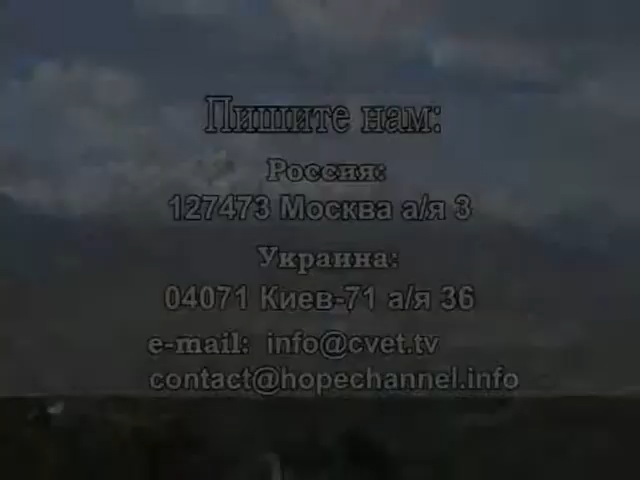 Пишите нам:
Россия:
127473 Москва а/я 3
Украина:
04071 Киев-71 а/я 36
e-mail: info@cvet.tv
contact@hopechannel.info